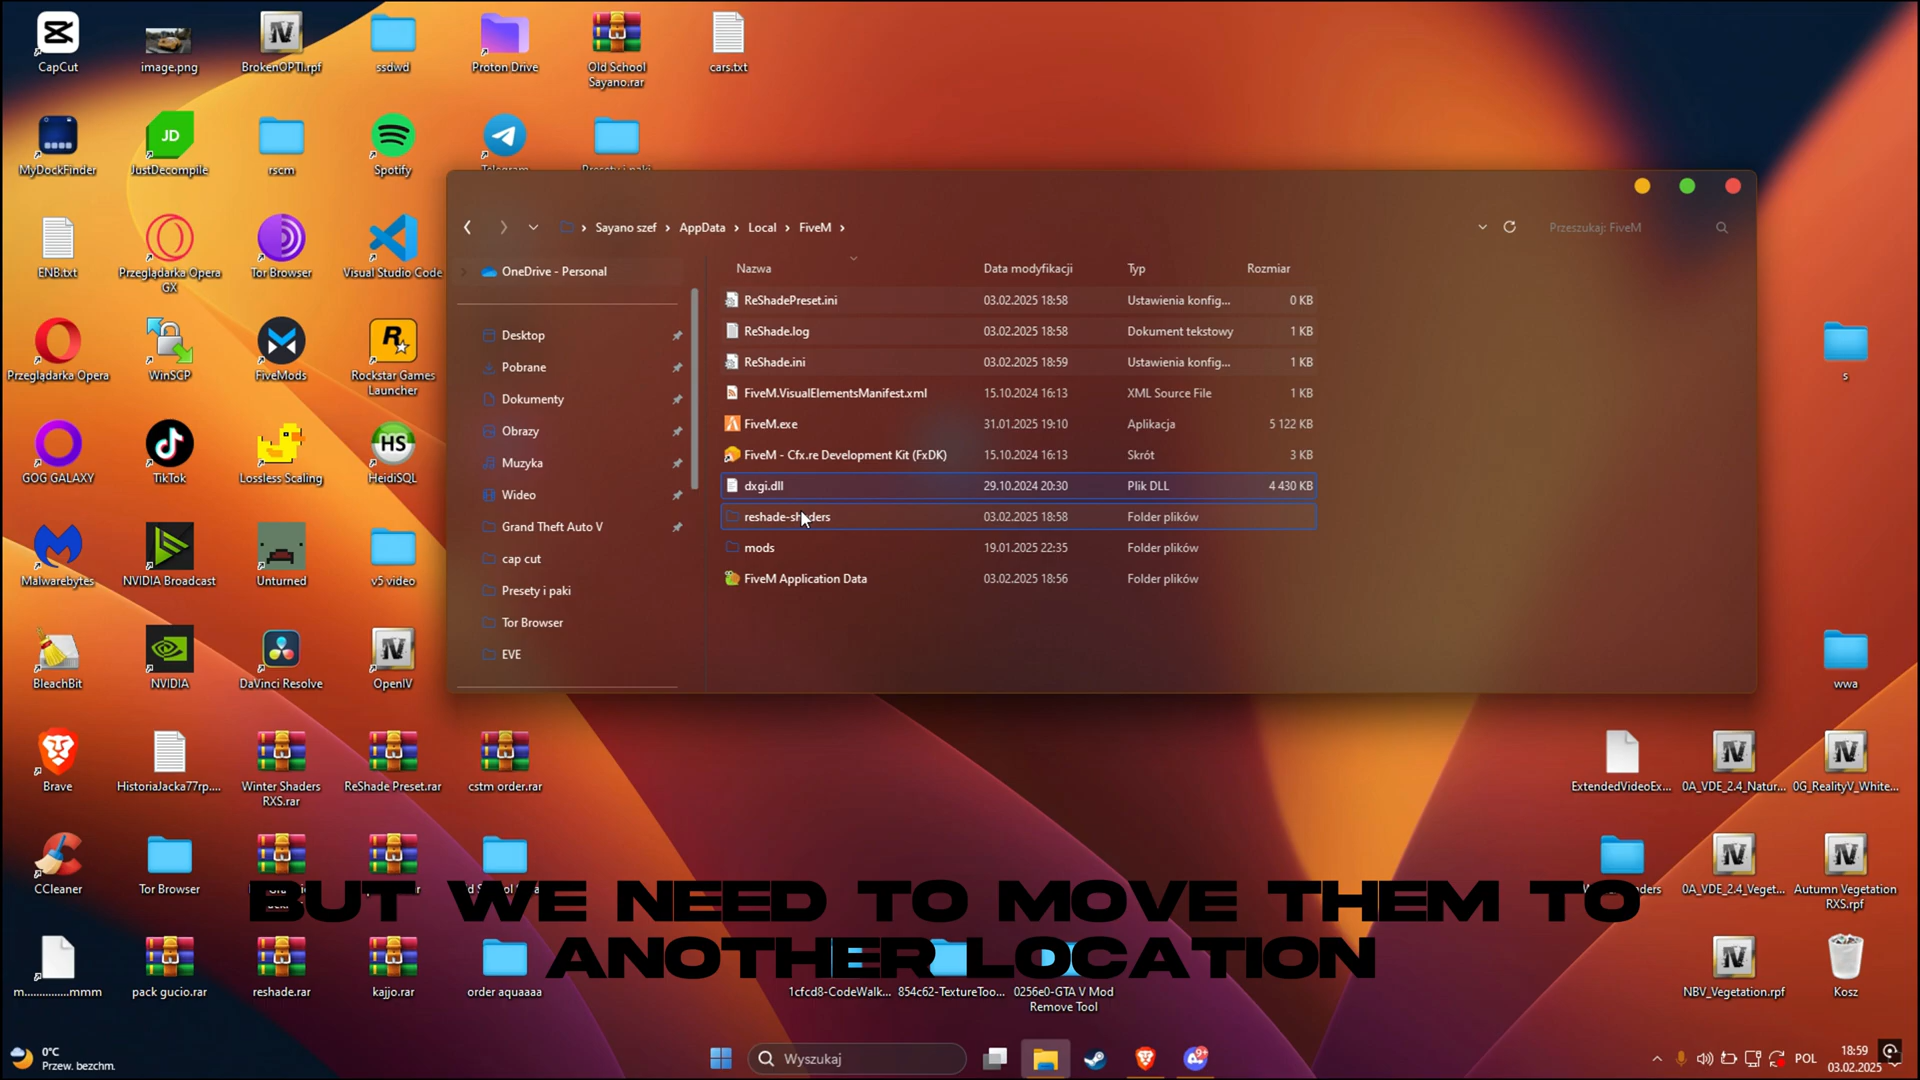 CapCut
image.png
BrokenOPTI.rpf
ssdwd
Proton Drive
Old School
Sayano.rar
cars.txt
MyDockFinder
JD
JustDecompile
rscm
Spotify
Telegram
Presety i paki
ENB.txt
Przeglądarka Opera
GX
Tor Browser
Visual Studio Code
Przeglądarka Opera
WinSCP
FiveMods
Rockstar Games
Launcher
GOG GALAXY
TikTok
Lossless Scaling
HS
HeidiSQL
Malwarebytes
NVIDIA Broadcast
Unturned
v5 video
BleachBit
NVIDIA
DaVinci Resolve
OpenIV
Brave
HistoriaJacka77rp....
Winter Shaders
RXS.rar
ReShade Preset.rar
cstm order.rar
CCleaner
Tor Browser
m...............mmm
pack gucio.rar
reshade.rar
kajjo.rar
order aquaaaa
Sayano szef > AppData > Local > FiveM >
Przeszukaj: FiveM
OneDrive - Personal
Desktop
Pobrane
Dokumenty
Obrazy
Muzyka
Wideo
Grand Theft Auto V
cap cut
Presety i paki
Tor Browser
EVE
Nazwa Data modyfikacji Typ Rozmiar
ReShadePreset.ini 03.02.2025 18:58 Ustawienia konfig... 0 KB
ReShade.log 03.02.2025 18:58 Dokument tekstowy 1 KB
ReShade.ini 03.02.2025 18:59 Ustawienia konfig... 1 KB
FiveM.VisualElementsManifest.xml 15.10.2024 16:13 XML Source File 1 KB
FiveM.exe 31.01.2025 19:10 Aplikacja 5 122 KB
FiveM - Cfx.re Development Kit (FxDK) 15.10.2024 16:13 Skrót 3 KB
dxgi.dll 29.10.2024 20:30 Plik DLL 4 430 KB
reshade-shaders 03.02.2025 18:58 Folder plików
mods 19.01.2025 22:35 Folder plików
FiveM Application Data 03.02.2025 18:56 Folder plików
s
wwa
ExtendedVideoEx...
0A_VDE_2.4_Natur...
0G_RealityV_White...
0A_VDE_2.4_Veget...
Autumn Vegetation
RXS.rpf
NBV_Vegetation.rpf
Kosz
BUT WE NEED TO MOVE THEM TO
ANOTHER LOCATION
1cfcd8-CodeWalk...
854c62-TextureToo...
0256e0-GTA V Mod
Remove Tool
0°C
Przew. bezchm.
Wyszukaj
9+
POL
18:59
03.02.2025